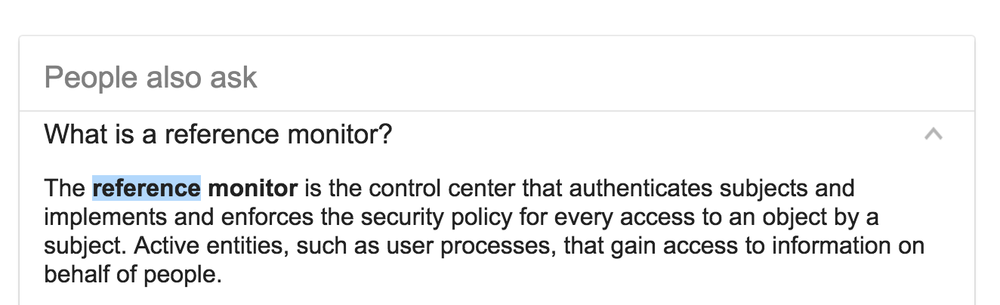 People also ask
What is a reference monitor?
The reference monitor is the control center that authenticates subjects and
implements and enforces the security policy for every access to an object by a
subject. Active entities, such as user processes, that gain access to information on
behalf of people.